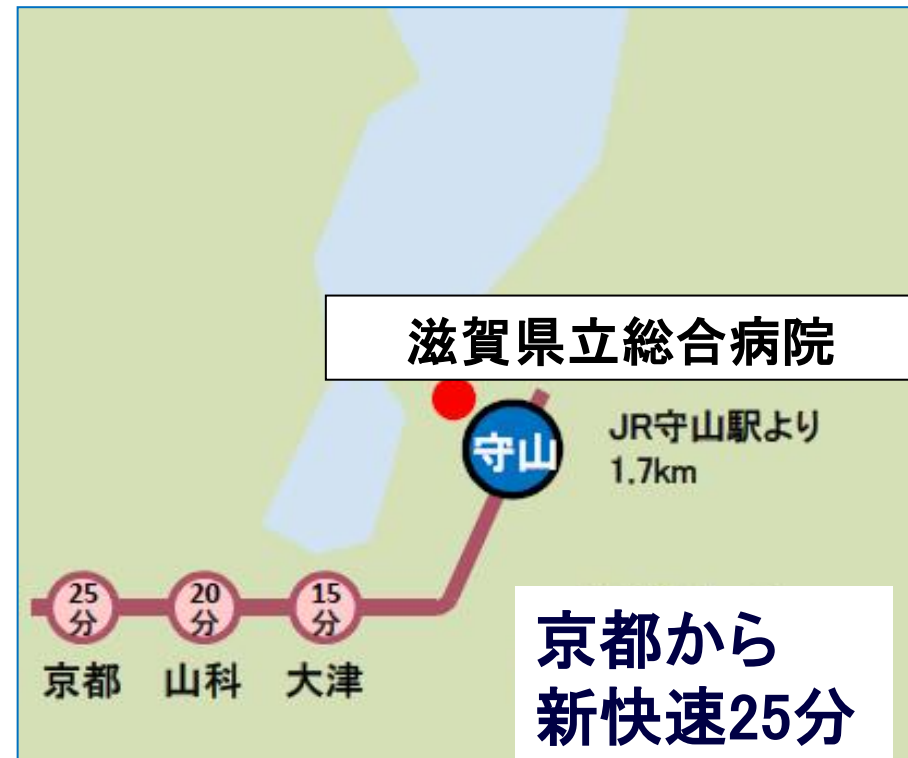 滋賀県立総合病院
守山
JR守山駅より
1.7km
25
分
20
分
15
分
京都
山科
大津
京都から
新快速25分